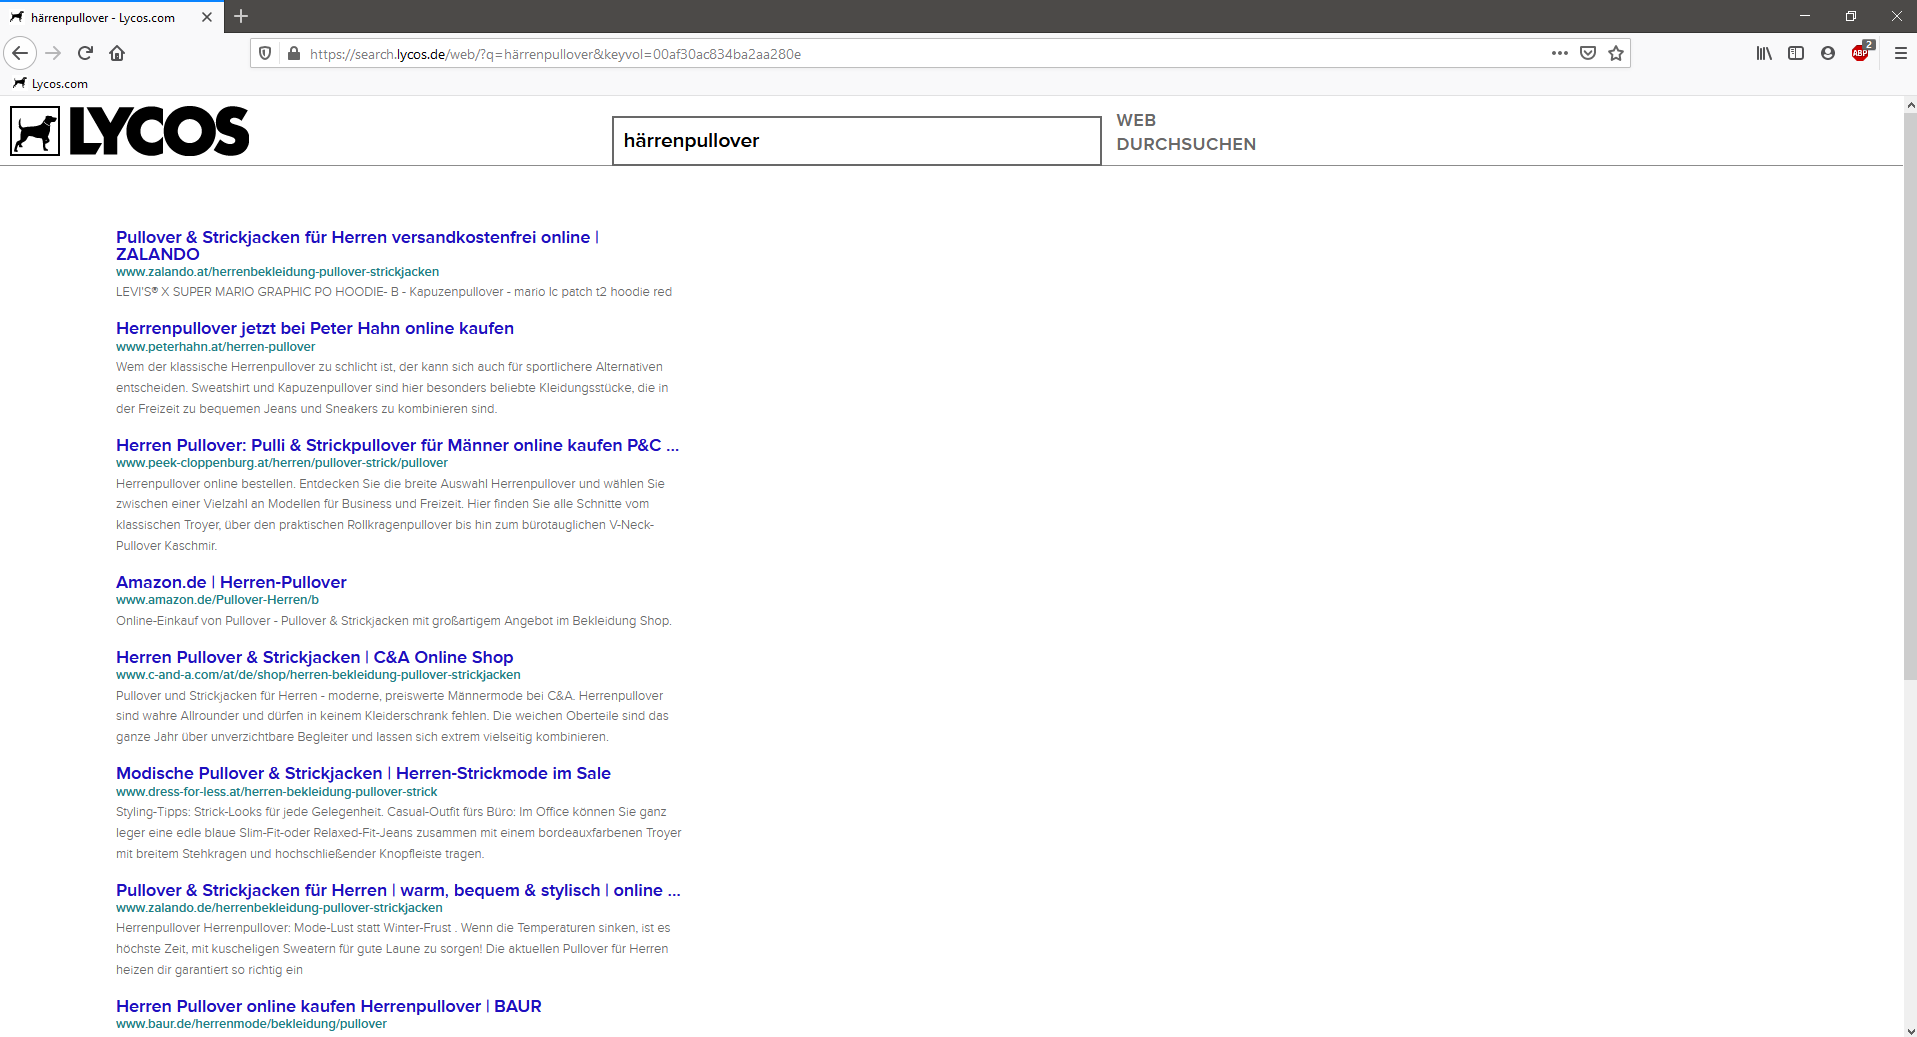 härrenpullover - Lycos.com
https://search.lycos.de/web/?q=härrenpullover&keyvol=00af30ac834ba2aa280e
ABP 2
Lycos.com
LYCOS
härrenpullover
WEB
DURCHSUCHEN
Pullover & Strickjacken für Herren versandkostenfrei online |
ZALANDO
www.zalando.at/herrenbekleidung-pullover-strickjacken
LEVI'S® X SUPER MARIO GRAPHIC PO HOODIE- B - Kapuzenpullover - mario lc patch t2 hoodie red
Herrenpullover jetzt bei Peter Hahn online kaufen
www.peterhahn.at/herren-pullover
Wem der klassische Herrenpullover zu schlicht ist, der kann sich auch für sportlichere Alternativen
entscheiden. Sweatshirt und Kapuzenpullover sind hier besonders beliebte Kleidungsstücke, die in
der Freizeit zu bequemen Jeans und Sneakers zu kombinieren sind.
Herren Pullover: Pulli & Strickpullover für Männer online kaufen P&C ...
www.peek-cloppenburg.at/herren/pullover-strick/pullover
Herrenpullover online bestellen. Entdecken Sie die breite Auswahl Herrenpullover und wählen Sie
zwischen einer Vielzahl an Modellen für Business und Freizeit. Hier finden Sie alle Schnitte vom
klassischen Troyer, über den praktischen Rollkragenpullover bis hin zum bürotauglichen V-Neck-
Pullover Kaschmir.
Amazon.de | Herren-Pullover
www.amazon.de/Pullover-Herren/b
Online-Einkauf von Pullover - Pullover & Strickjacken mit großartigem Angebot im Bekleidung Shop.
Herren Pullover & Strickjacken | C&A Online Shop
www.c-and-a.com/at/de/shop/herren-bekleidung-pullover-strickjacken
Pullover und Strickjacken für Herren - moderne, preiswerte Männermode bei C&A. Herrenpullover
sind wahre Allrounder und dürfen in keinem Kleiderschrank fehlen. Die weichen Oberteile sind das
ganze Jahr über unverzichtbare Begleiter und lassen sich extrem vielseitig kombinieren.
Modische Pullover & Strickjacken | Herren-Strickmode im Sale
www.dress-for-less.at/herren-bekleidung-pullover-strick
Styling-Tipps: Strick-Looks für jede Gelegenheit. Casual-Outfit fürs Büro: Im Office können Sie ganz
leger eine edle blaue Slim-Fit-oder Relaxed-Fit-Jeans zusammen mit einem bordeauxfarbenen Troyer
mit breitem Stehkragen und hochschließender Knopfleiste tragen.
Pullover & Strickjacken für Herren | warm, bequem & stylisch | online ...
www.zalando.de/herrenbekleidung-pullover-strickjacken
Herrenpullover Herrenpullover: Mode-Lust statt Winter-Frust . Wenn die Temperaturen sinken, ist es
höchste Zeit, mit kuscheligen Sweatern für gute Laune zu sorgen! Die aktuellen Pullover für Herren
heizen dir garantiert so richtig ein
Herren Pullover online kaufen Herrenpullover | BAUR
www.baur.de/herrenmode/bekleidung/pullover